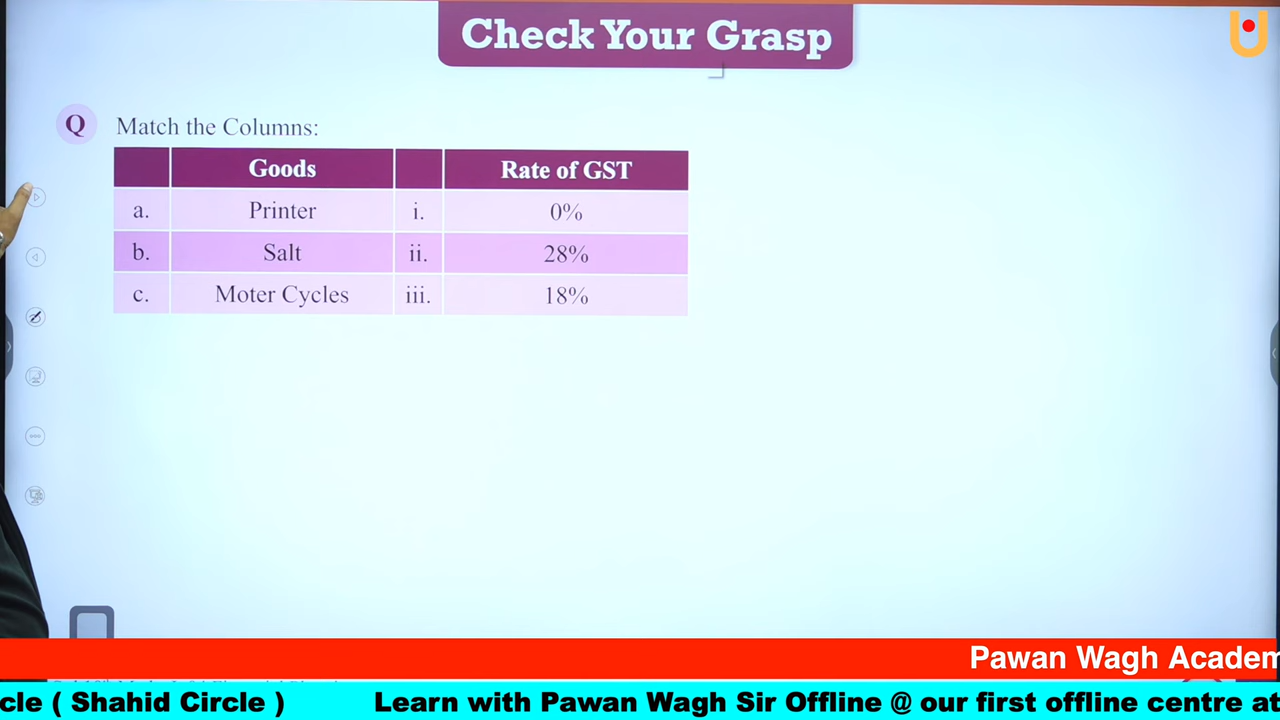 Check Your Grasp
Q Match the Columns:
Goods Rate of GST
a. Printer i. 0%
b. Salt ii. 28%
c. Moter Cycles iii. 18%
Pawan Wagh Academ
cle ( Shahid Circle ) Learn with Pawan Wagh Sir Offline @ our first offline centre at